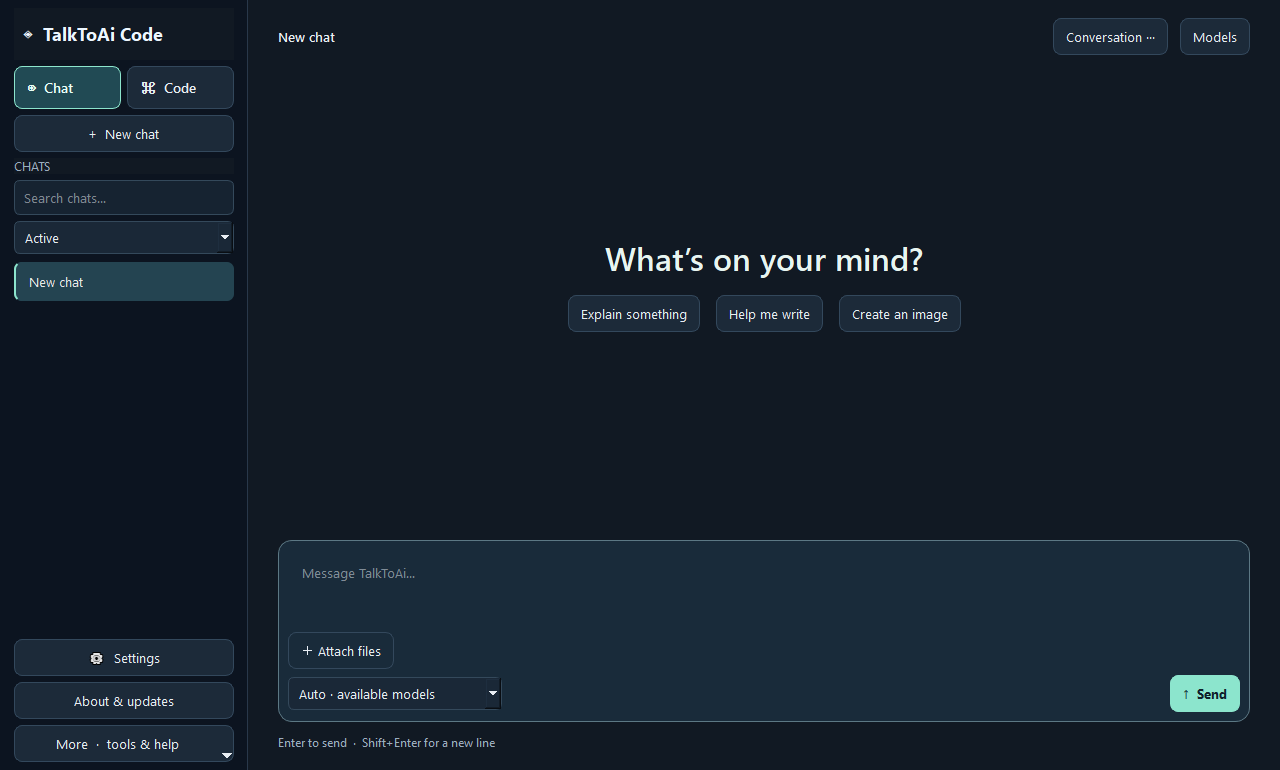 TalkToAi Code
Chat
Code
+ New chat
CHATS
Search chats...
Active
New chat
Settings
About & updates
More · tools & help
New chat
Conversation ···
Models
What’s on your mind?
Explain something
Help me write
Create an image
Message TalkToAi...
+ Attach files
Auto · available models
↑ Send
Enter to send · Shift+Enter for a new line